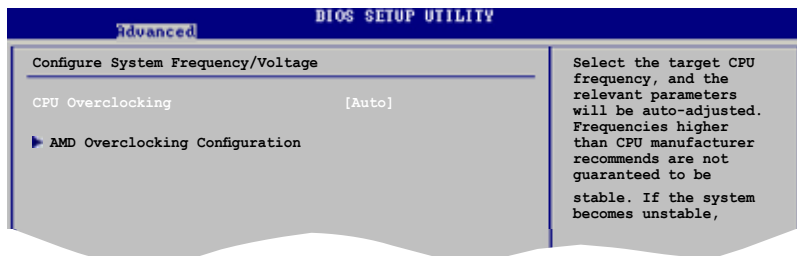 BIOS SETUP UTILITY
Advanced
Configure System Frequency/Voltage
CPU Overclocking [Auto]
AMD Overclocking Configuration
Select the target CPU
frequency, and the
relevant parameters
will be auto-adjusted.
Frequencies higher
than CPU manufacturer
recommends are not
guaranteed to be
stable. If the system
becomes unstable,